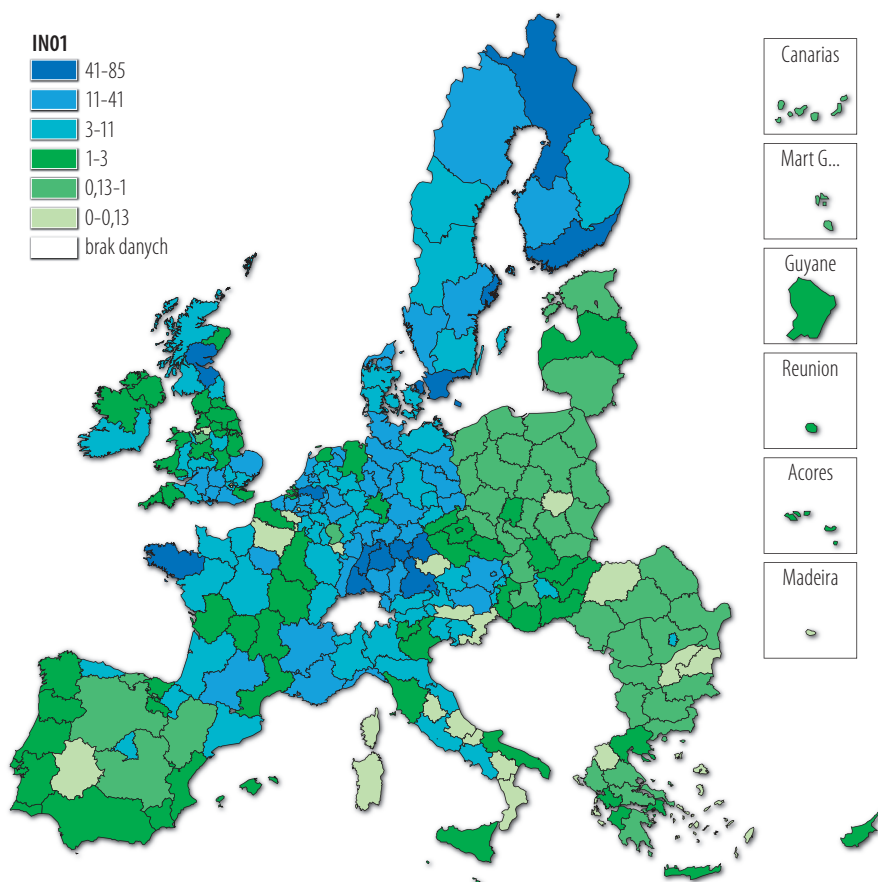 IN01
41-85
11-41
3-11
1-3
0,13-1
0-0,13
brak danych
Canarias
Mart G...
Guyane
Reunion
Acores
Madeira